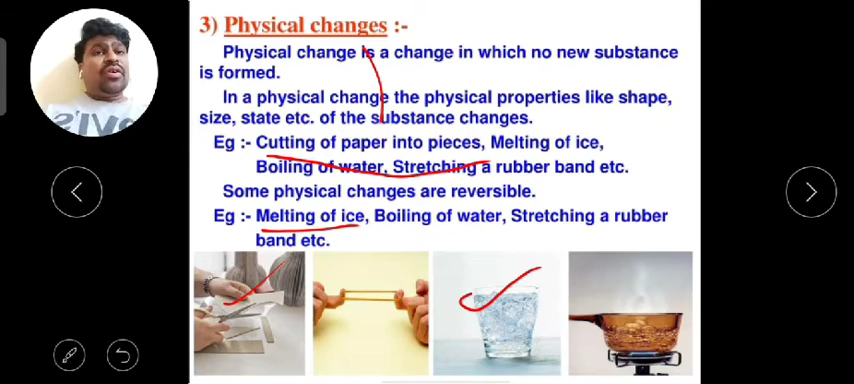 3) Physical changes :-
Physical change is a change in which no new substance
is formed.
In a physical change the physical properties like shape,
size, state etc. of the substance changes.
Eg :- Cutting of paper into pieces, Melting of ice,
Boiling of water, Stretching a rubber band etc.
Some physical changes are reversible.
Eg :- Melting of ice, Boiling of water, Stretching a rubber
band etc.